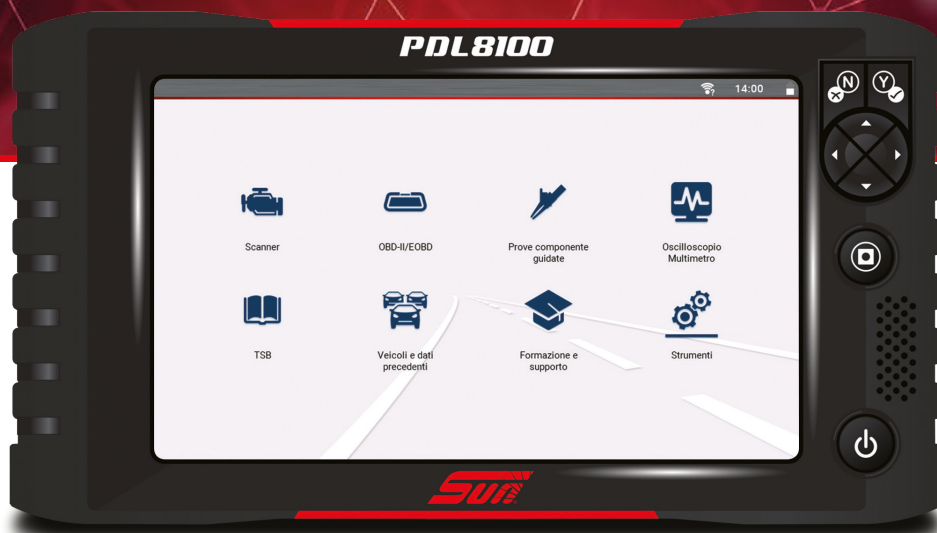 PDL8100
14:00
N
Y
Scanner
OBD-II/EOBD
Prove componente
guidate
Oscilloscopio
Multimetro
TSB
Veicoli e dati
precedenti
Formazione e
supporto
Strumenti
Sun